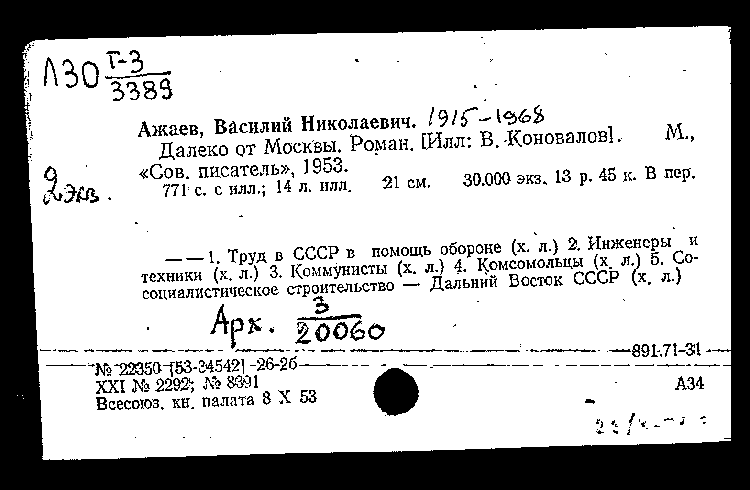 Л30 Г-3
3389
Ажаев, Василий Николаевич. 1915-1968
Далеко от Москвы. Роман. [Илл: В. Коновалов]. М.,
«Сов. писатель», 1953.
2 экз.
771 с. с илл.; 14 л. илл. 21 см. 30.000 экз. 13 р. 45 к. В пер.
— — 1. Труд в СССР в помощь обороне (х. л.) 2. Инженеры и
техники (х. л.) 3. Коммунисты (х. л.) 4. Комсомольцы (х. л.) 5. Со-
социалистическое строительство — Дальний Восток СССР (х. л.)
Арх. 3
20060
891.71-31
№ 22350 [53-34542] -26-26
XXI № 2292; № 8391 А34
Всесоюз. кн. палата 8 X 53